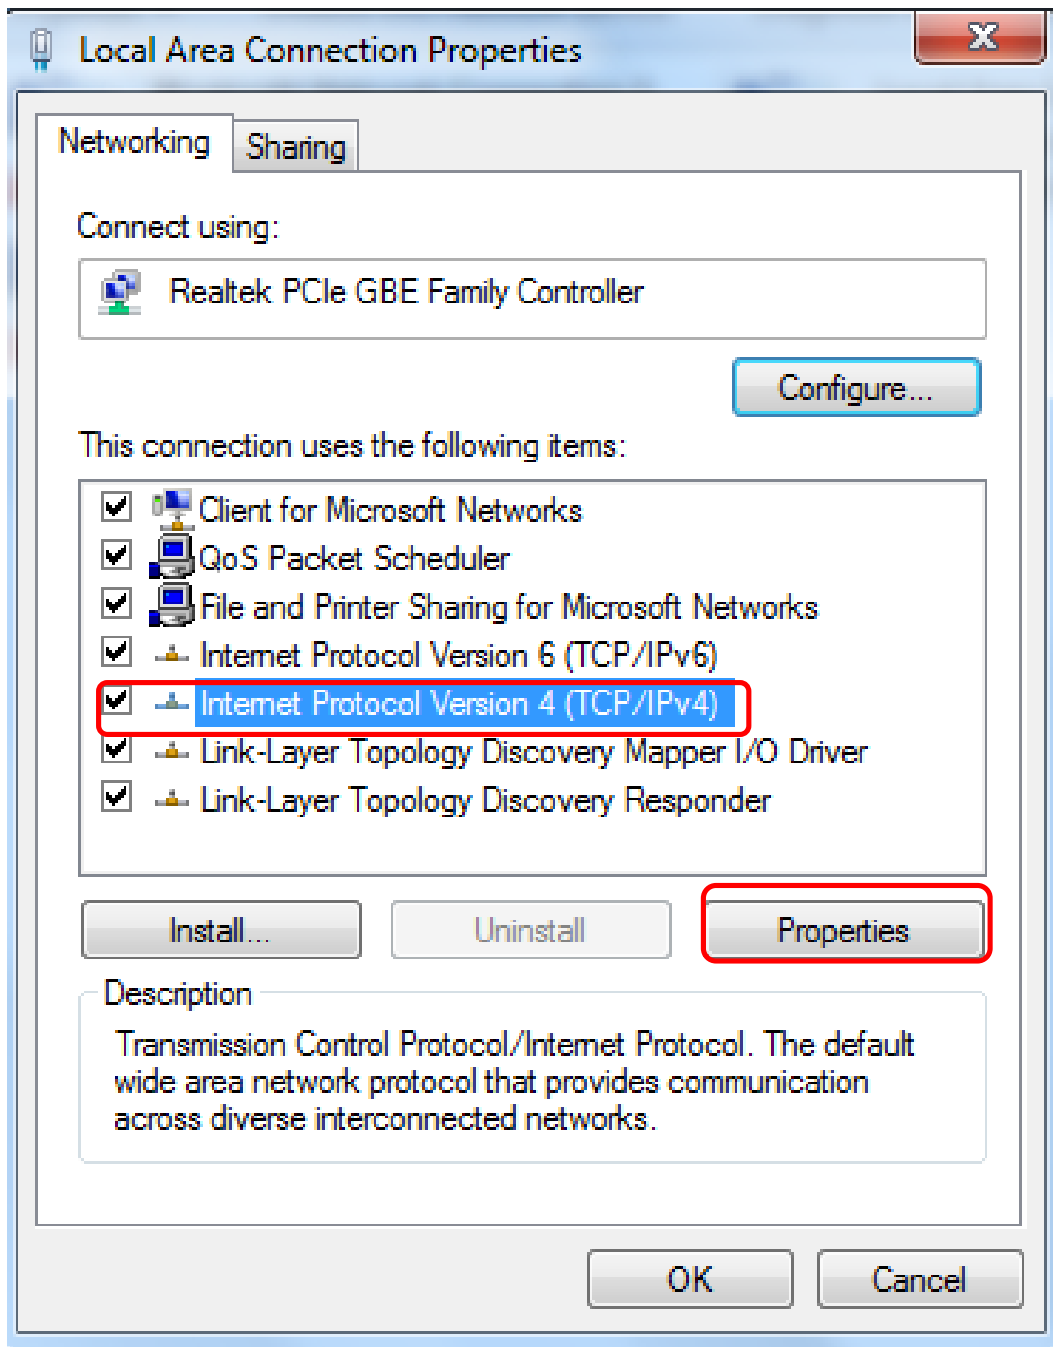 Local Area Connection Properties
Networking
Sharing
Connect using:
Realtek PCIe GBE Family Controller
Configure...
This connection uses the following items:
Client for Microsoft Networks
QoS Packet Scheduler
File and Printer Sharing for Microsoft Networks
Internet Protocol Version 6 (TCP/IPv6)
Internet Protocol Version 4 (TCP/IPv4)
Link-Layer Topology Discovery Mapper I/O Driver
Link-Layer Topology Discovery Responder
Install...
Uninstall
Properties
Description
Transmission Control Protocol/Internet Protocol. The default
wide area network protocol that provides communication
across diverse interconnected networks.
OK
Cancel